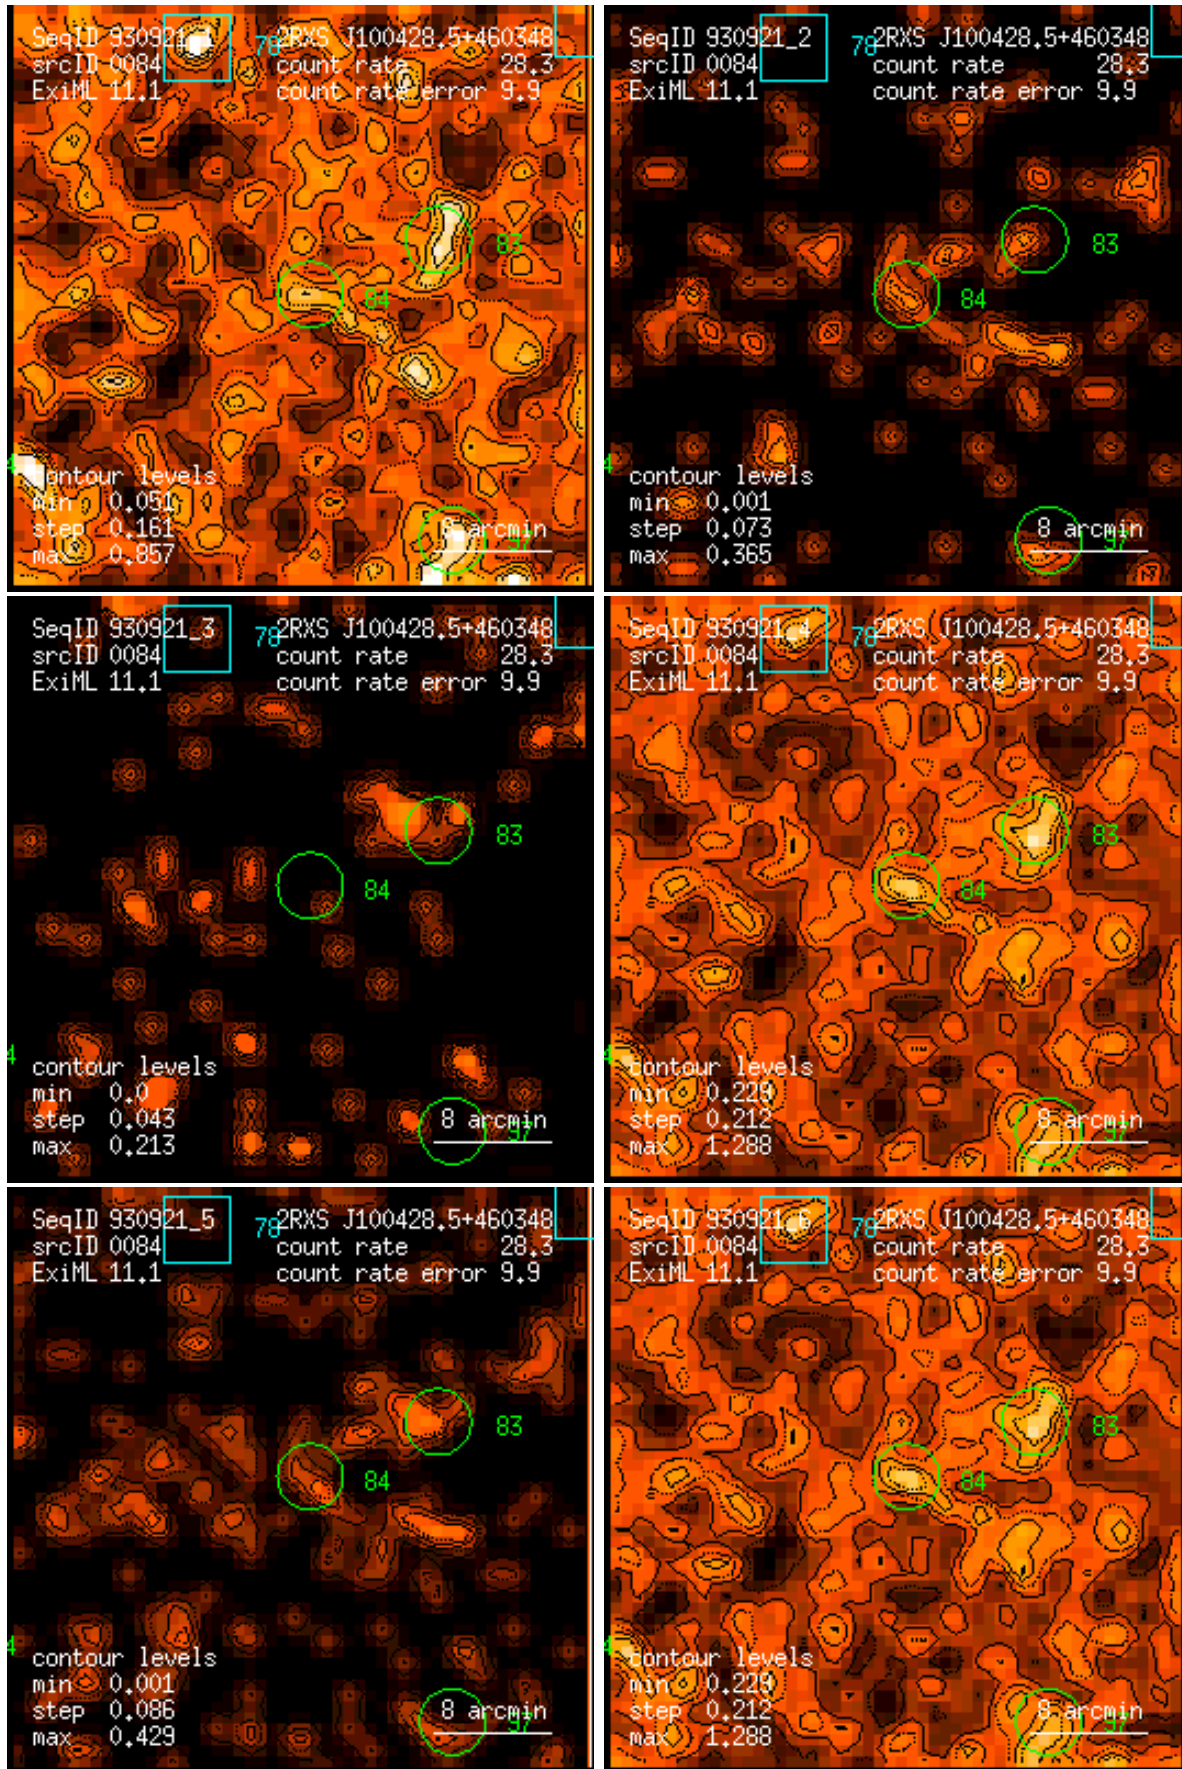 SeqID 930921_1 78 2RXS J100428.5+460348
srcID 0084 count rate 28.3
ExiML 11.1 count rate error 9.9
83
84
4
contour levels
min 0.051
step 0.161
max 0.857
8 arcmin
97
SeqID 930921_2 78 2RXS J100428.5+460348
srcID 0084 count rate 28.3
ExiML 11.1 count rate error 9.9
83
84
4
contour levels
min 0.001
step 0.073
max 0.365
8 arcmin
97
SeqID 930921_3 78 2RXS J100428.5+460348
srcID 0084 count rate 28.3
ExiML 11.1 count rate error 9.9
83
84
4
contour levels
min 0.0
step 0.043
max 0.213
8 arcmin
97
SeqID 930921_4 78 2RXS J100428.5+460348
srcID 0084 count rate 28.3
ExiML 11.1 count rate error 9.9
83
84
4
contour levels
min 0.229
step 0.212
max 1.288
8 arcmin
97
SeqID 930921_5 78 2RXS J100428.5+460348
srcID 0084 count rate 28.3
ExiML 11.1 count rate error 9.9
83
84
4
contour levels
min 0.001
step 0.086
max 0.429
8 arcmin
97
SeqID 930921_6 78 2RXS J100428.5+460348
srcID 0084 count rate 28.3
ExiML 11.1 count rate error 9.9
83
84
4
contour levels
min 0.229
step 0.212
max 1.288
8 arcmin
97